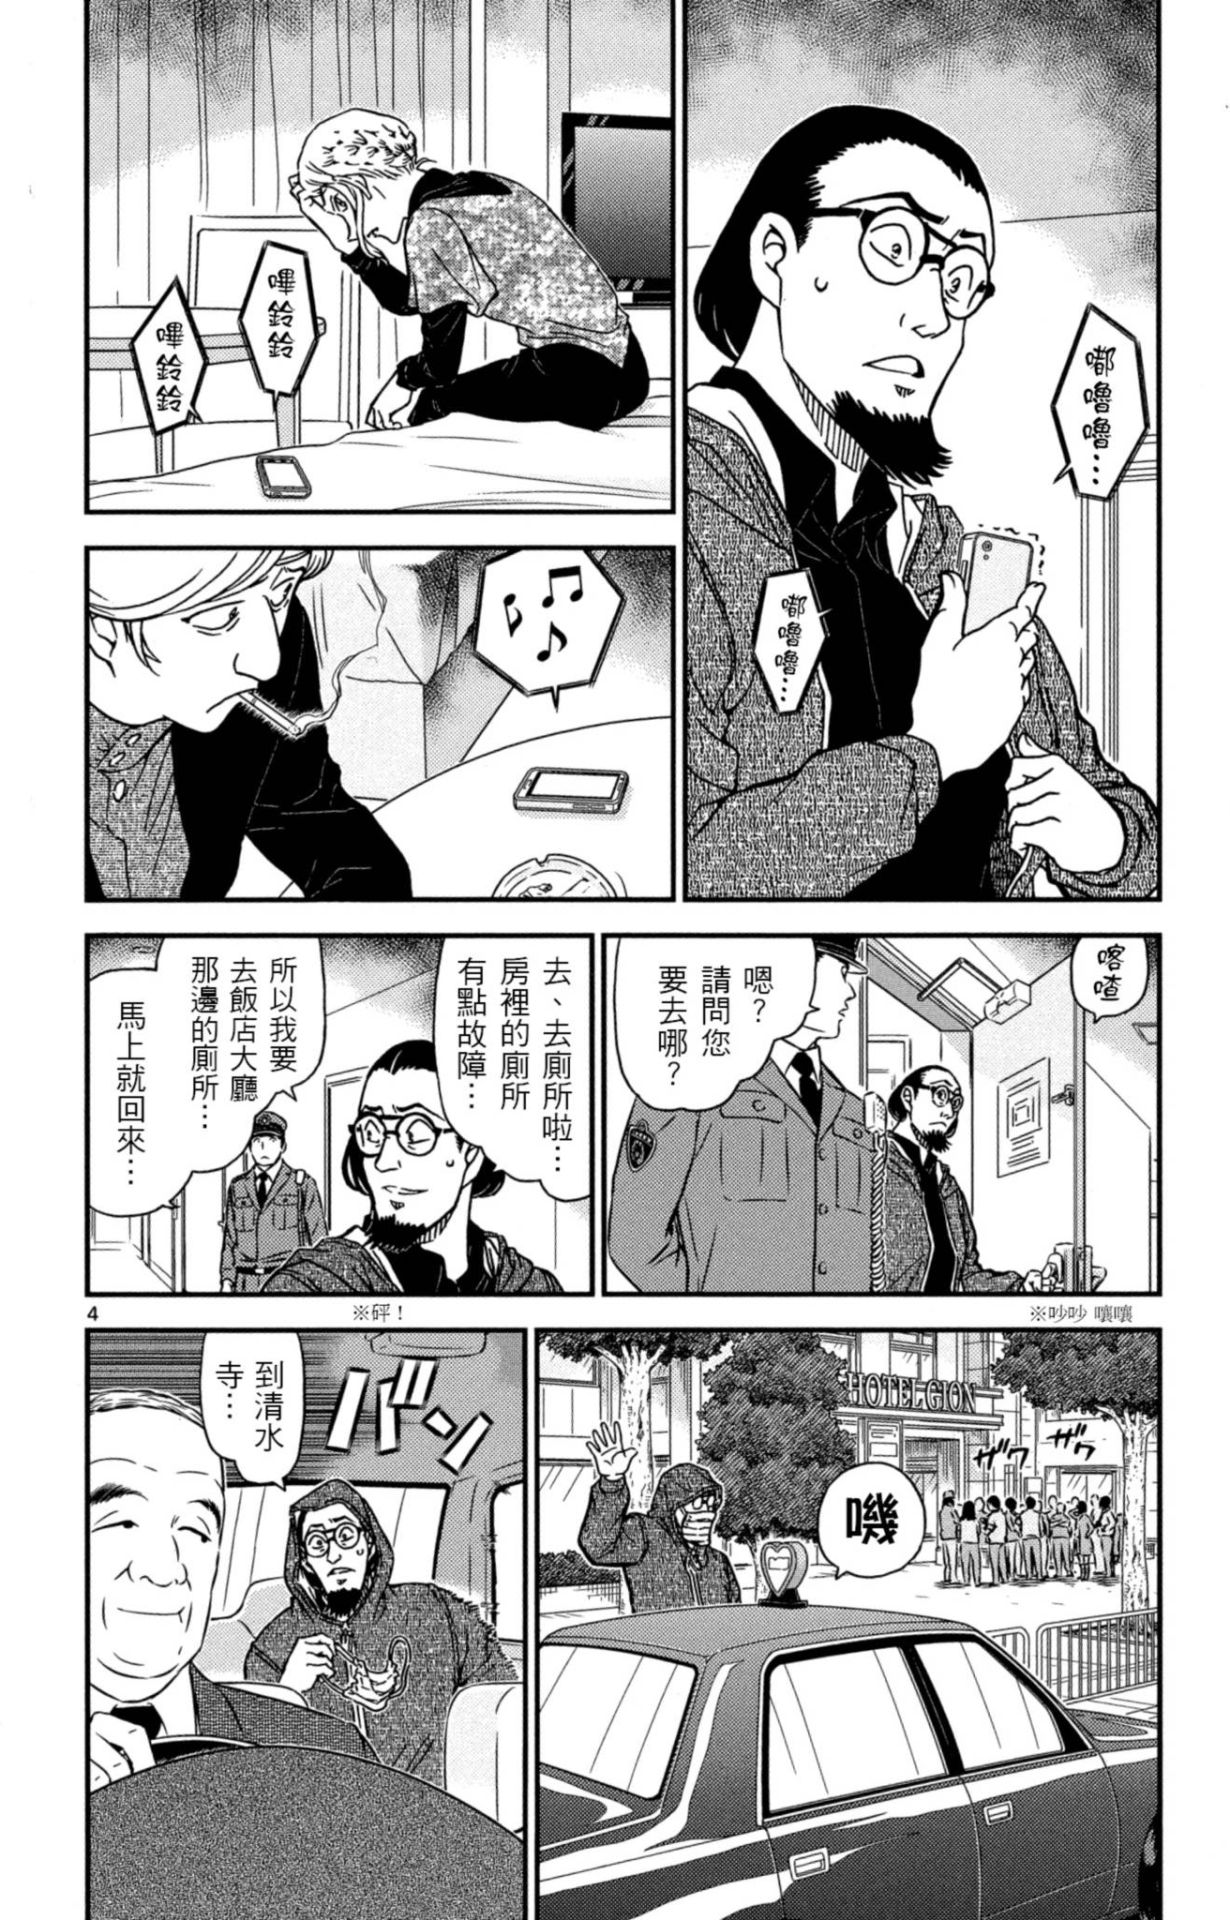 嘟嚕嚕…
嘟嚕嚕…
嗶鈴鈴
嗶鈴鈴
喀喳
嗯？
請問您
要去哪？
去、去廁所啦…
房裡的廁所
有點故障…
所以我要
去飯店大廳
那邊的廁所…
馬上就回來…
4
※砰！
※吵吵 嚷嚷
HOTEL GION
ザワ
ザワ
嘰
バン
到清水
寺…